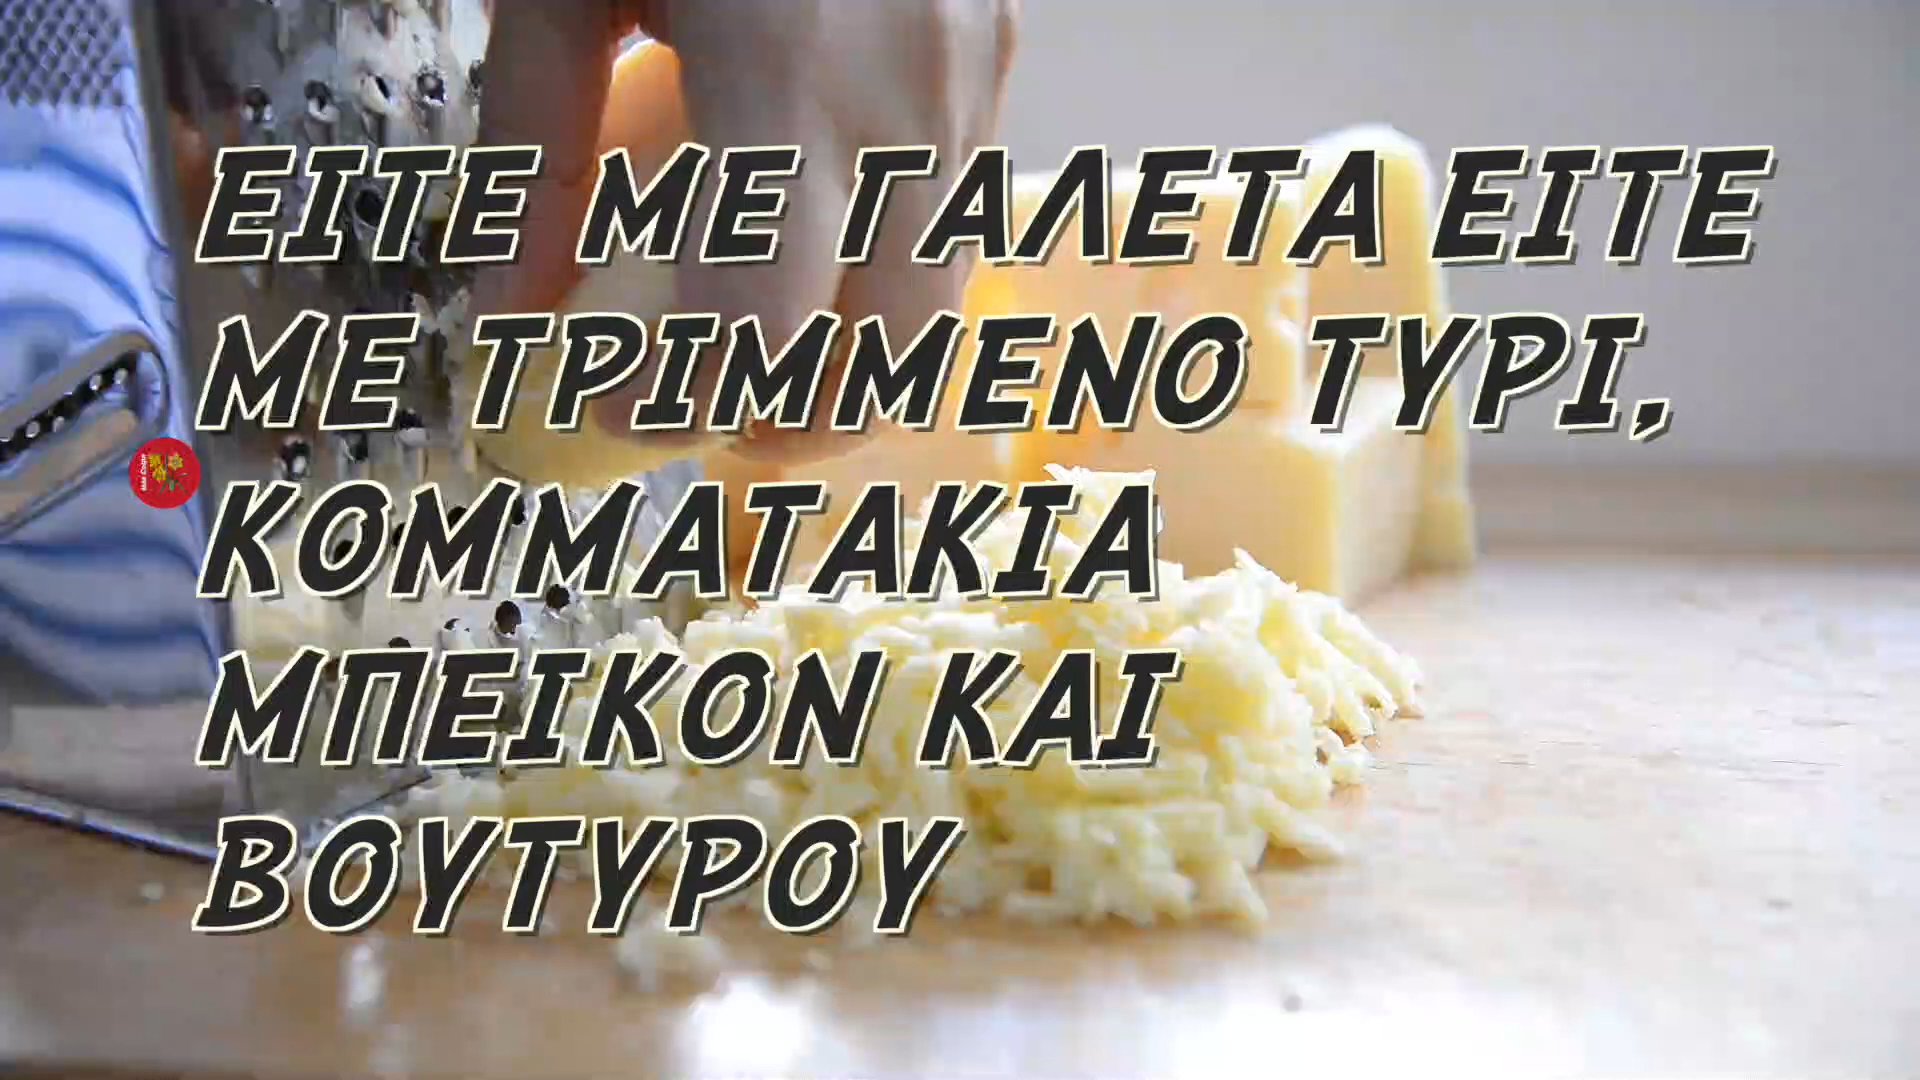 ΕΙΤΕ ΜΕ ΓΑΛΕΤΑ ΕΙΤΕ
ΜΕ ΤΡΙΜΜΕΝΟ ΤΥΡΙ,
ΚΟΜΜΑΤΑΚΙΑ
ΜΠΕΙΚΟΝ ΚΑΙ
ΒΟΥΤΥΡΟΥ